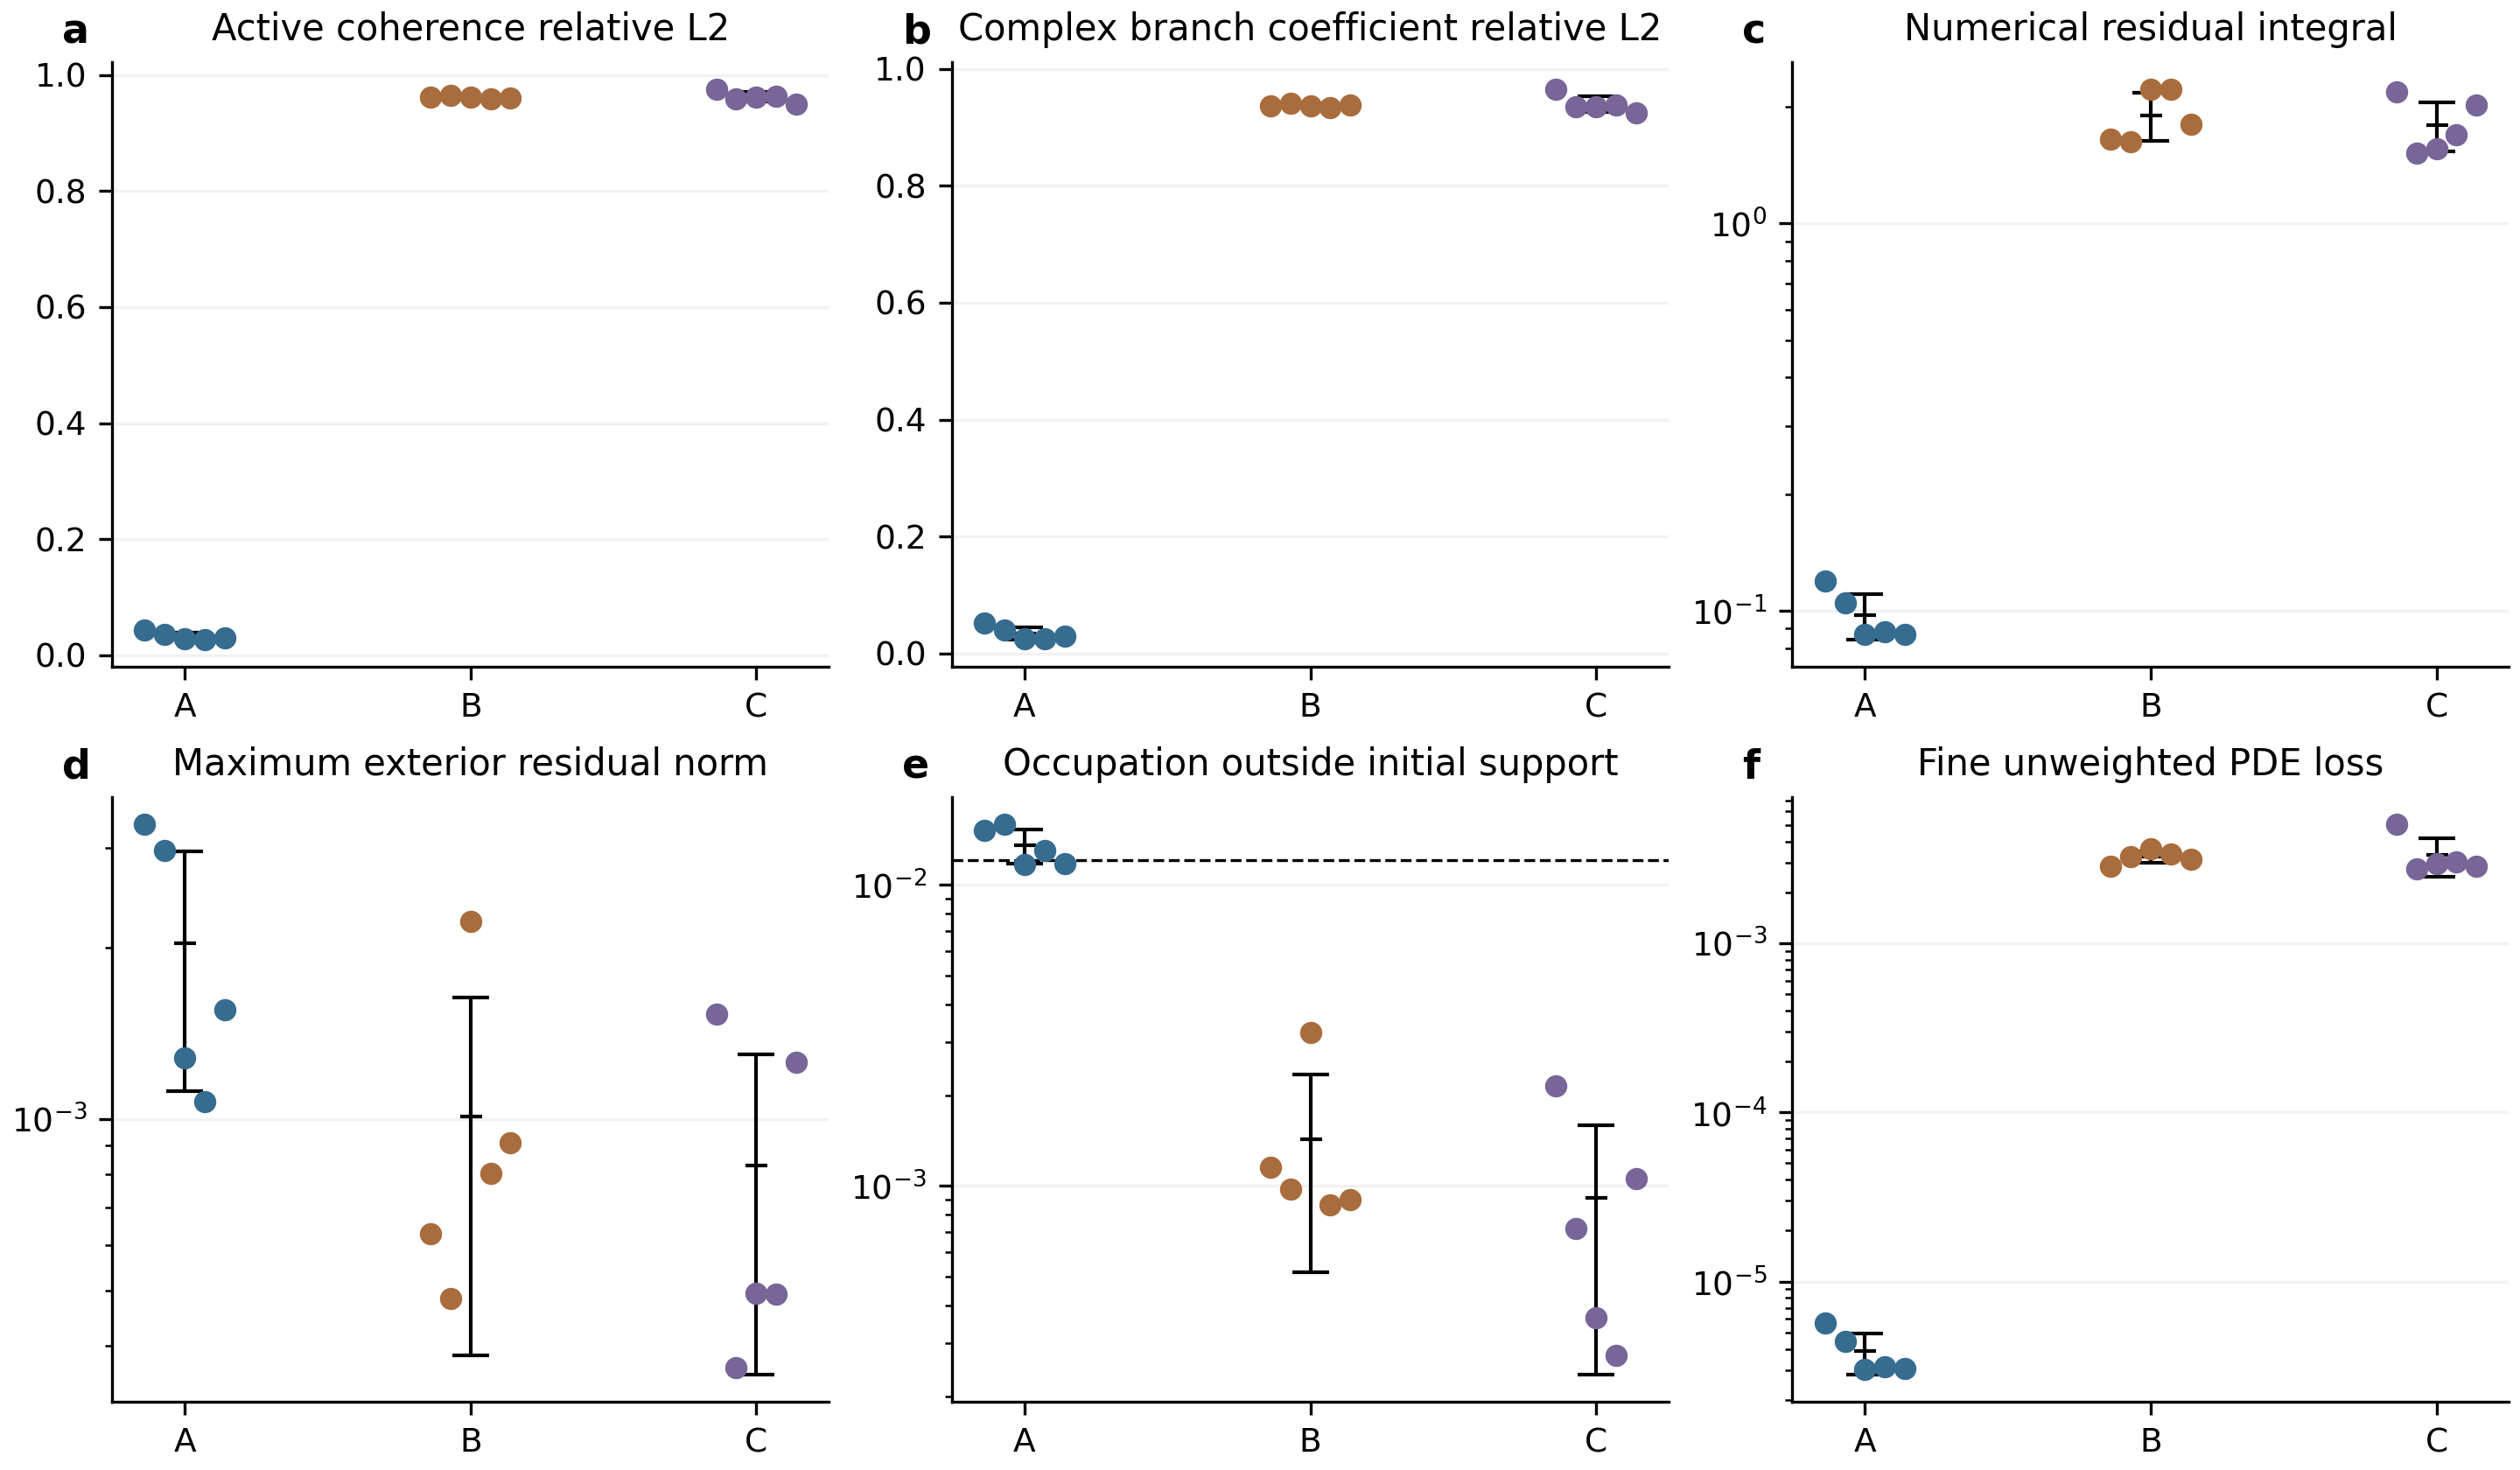 a Active coherence relative L2
1.0
0.8
0.6
0.4
0.2
0.0
A B C
b Complex branch coefficient relative L2
1.0
0.8
0.6
0.4
0.2
0.0
A B C
c Numerical residual integral
10⁰
10⁻¹
A B C
d Maximum exterior residual norm
10⁻³
A B C
e Occupation outside initial support
10⁻²
10⁻³
A B C
f Fine unweighted PDE loss
10⁻³
10⁻⁴
10⁻⁵
A B C